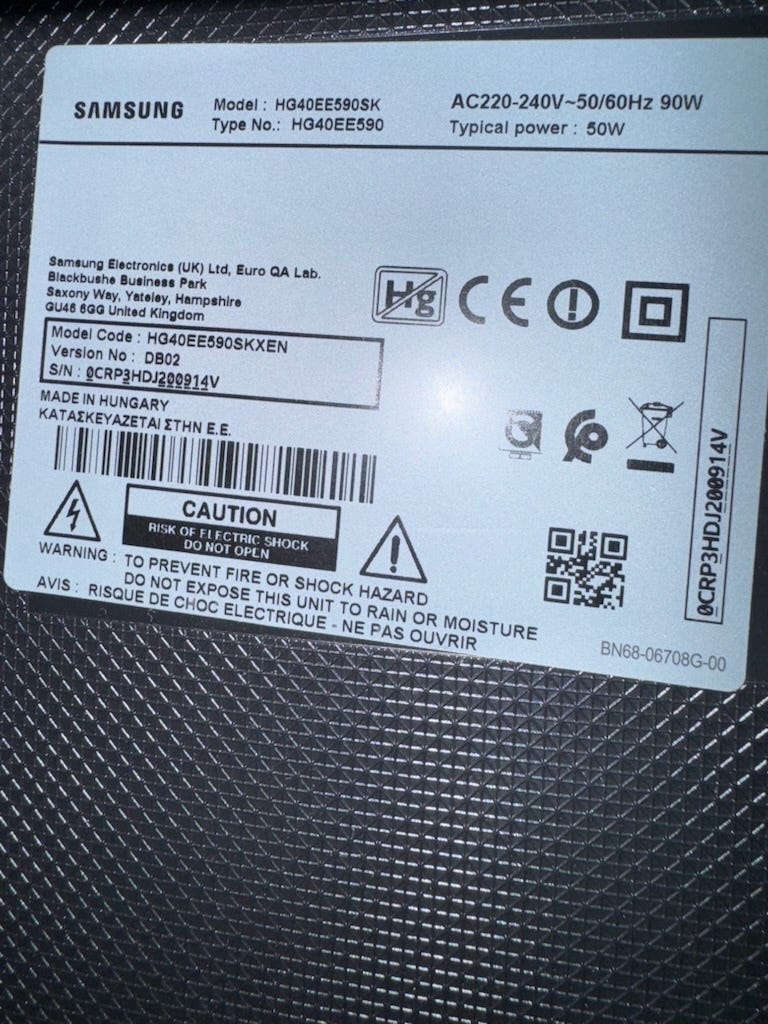 SAMSUNG
Model : HG40EE590SK
Type No.: HG40EE590
AC220-240V~50/60Hz 90W
Typical power : 50W
Samsung Electronics (UK) Ltd, Euro QA Lab.
Blackbushe Business Park
Saxony Way, Yateley, Hampshire
GU46 6GG United Kingdom
Hg
CE
Model Code : HG40EE590SKXEN
Version No : DB02
S/N : 0CRP3HDJ200914V
MADE IN HUNGARY
ΚΑΤΑΣΚΕΥΑΖΕΤΑΙ ΣΤΗΝ Ε.Ε.
0CRP3HDJ200914V
CAUTION
RISK OF ELECTRIC SHOCK
DO NOT OPEN
WARNING : TO PREVENT FIRE OR SHOCK HAZARD
DO NOT EXPOSE THIS UNIT TO RAIN OR MOISTURE
AVIS : RISQUE DE CHOC ELECTRIQUE - NE PAS OUVRIR
BN68-06708G-00